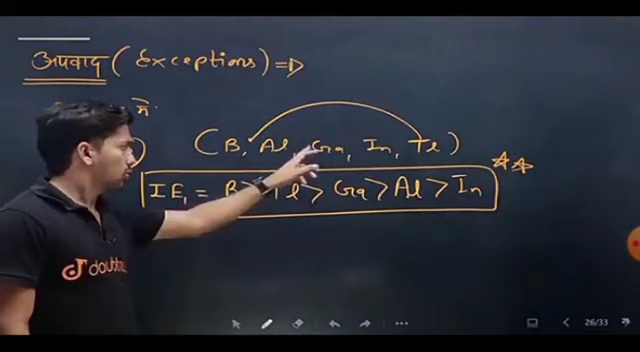 अपवाद (Exceptions) ⇒
(B, Al, Ga, In, Tl)
IE₁ = B > Tl > Ga > Al > In
doubtnut
26/33